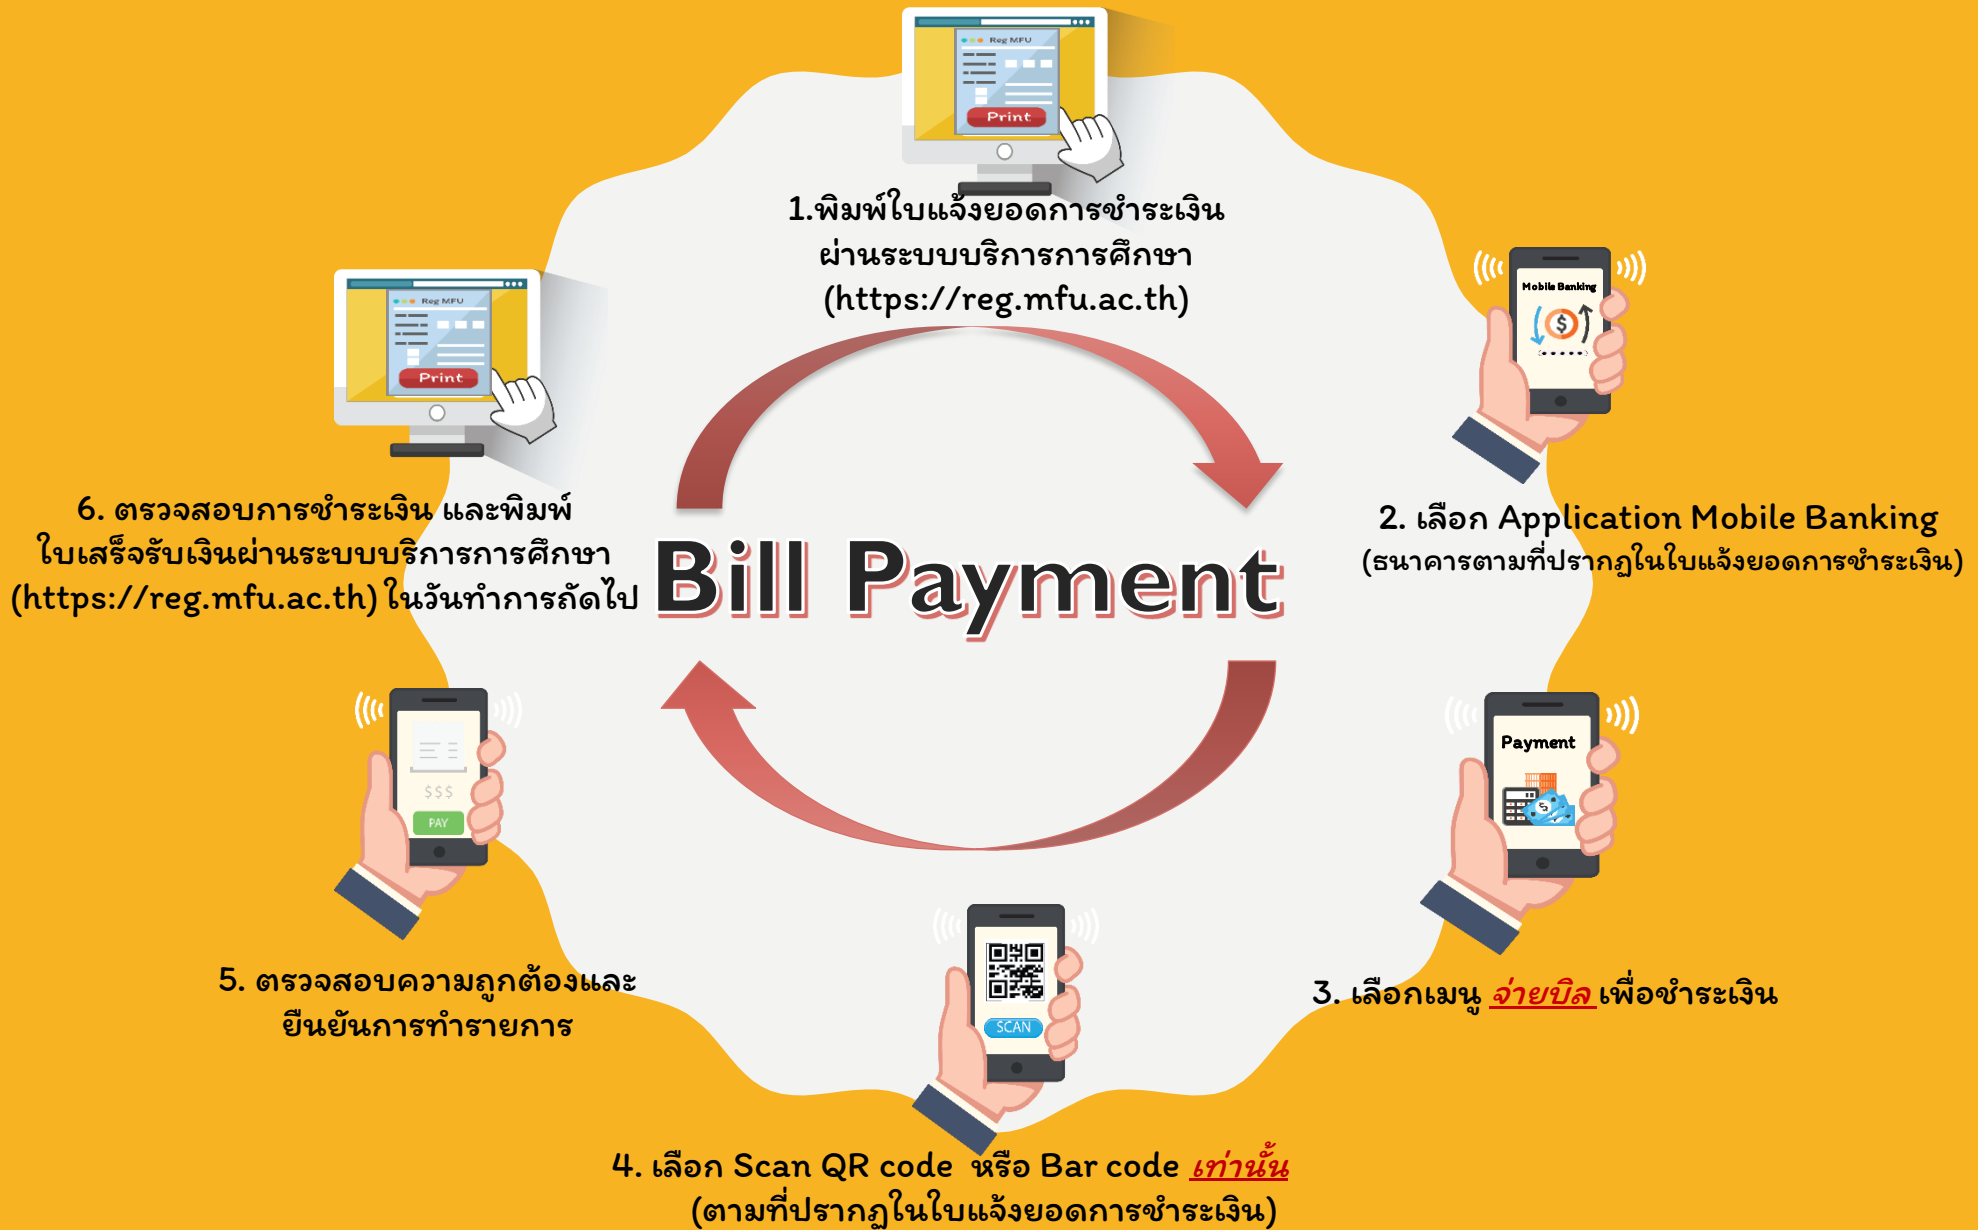 Reg MFU
Print
1.พิมพ์ใบแจ้งยอดการชำระเงิน
ผ่านระบบบริการการศึกษา
(https://reg.mfu.ac.th)
Mobile Banking
2. เลือก Application Mobile Banking
(ธนาคารตามที่ปรากฏในใบแจ้งยอดการชำระเงิน)
Payment
3. เลือกเมนู จ่ายบิล เพื่อชำระเงิน
SCAN
4. เลือก Scan QR code หรือ Bar code เท่านั้น
(ตามที่ปรากฏในใบแจ้งยอดการชำระเงิน)
$$$
PAY
5. ตรวจสอบความถูกต้องและ
ยืนยันการทำรายการ
Reg MFU
Print
6. ตรวจสอบการชำระเงิน และพิมพ์
ใบเสร็จรับเงินผ่านระบบบริการการศึกษา
(https://reg.mfu.ac.th) ในวันทำการถัดไป
Bill Payment